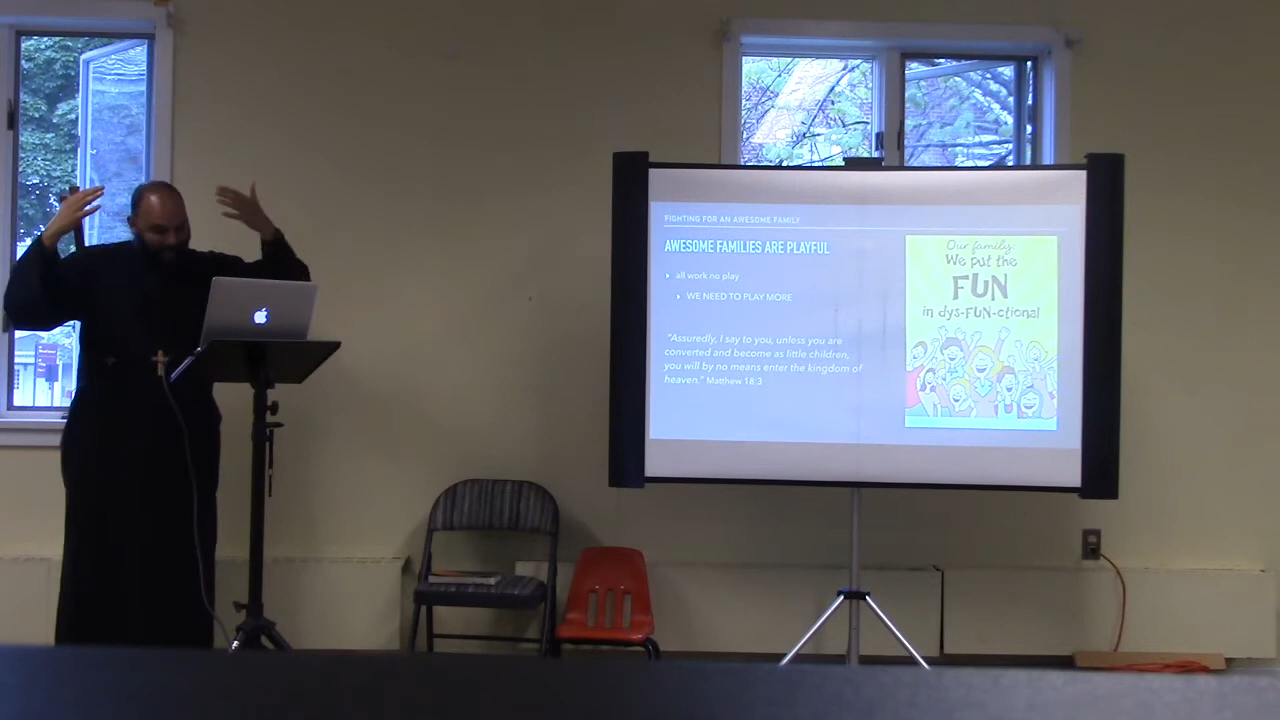 FIGHTING FOR AN AWESOME FAMILY
AWESOME FAMILIES ARE PLAYFUL
all work no play
WE NEED TO PLAY MORE
"Assuredly, I say to you, unless you are
converted and become as little children,
you will by no means enter the kingdom of
heaven." Matthew 18:3
Our family:
We put the
FUN
in dys-FUN-ctional